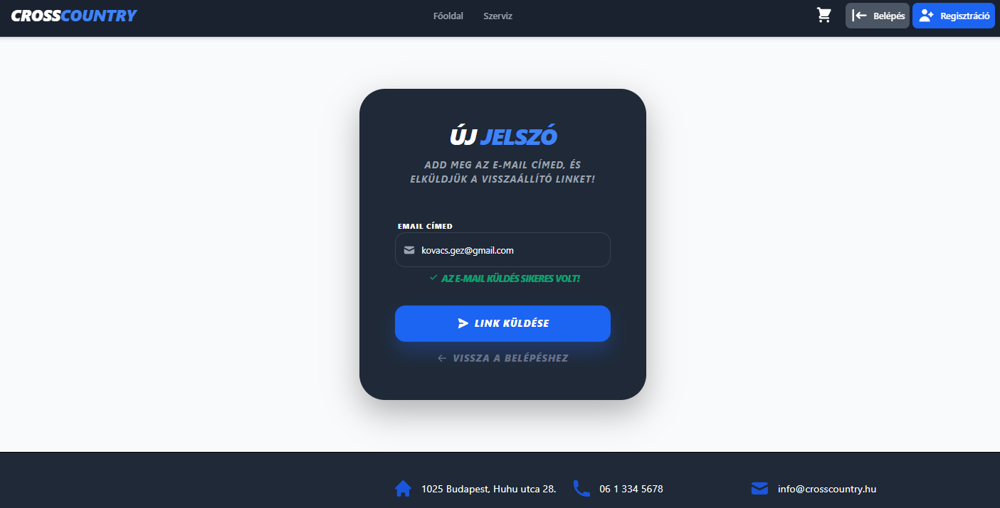 CROSSCOUNTRY
Főoldal Szerviz
Belépés Regisztráció
ÚJ JELSZÓ
ADD MEG AZ E-MAIL CÍMED, ÉS
ELKÜLDJÜK A VISSZAÁLLÍTÓ LINKET!
EMAIL CÍMED
kovacs.gez@gmail.com
AZ E-MAIL KÜLDÉS SIKERES VOLT!
LINK KÜLDÉSE
VISSZA A BELÉPÉSHEZ
1025 Budapest, Huhu utca 28. 06 1 334 5678 info@crosscountry.hu